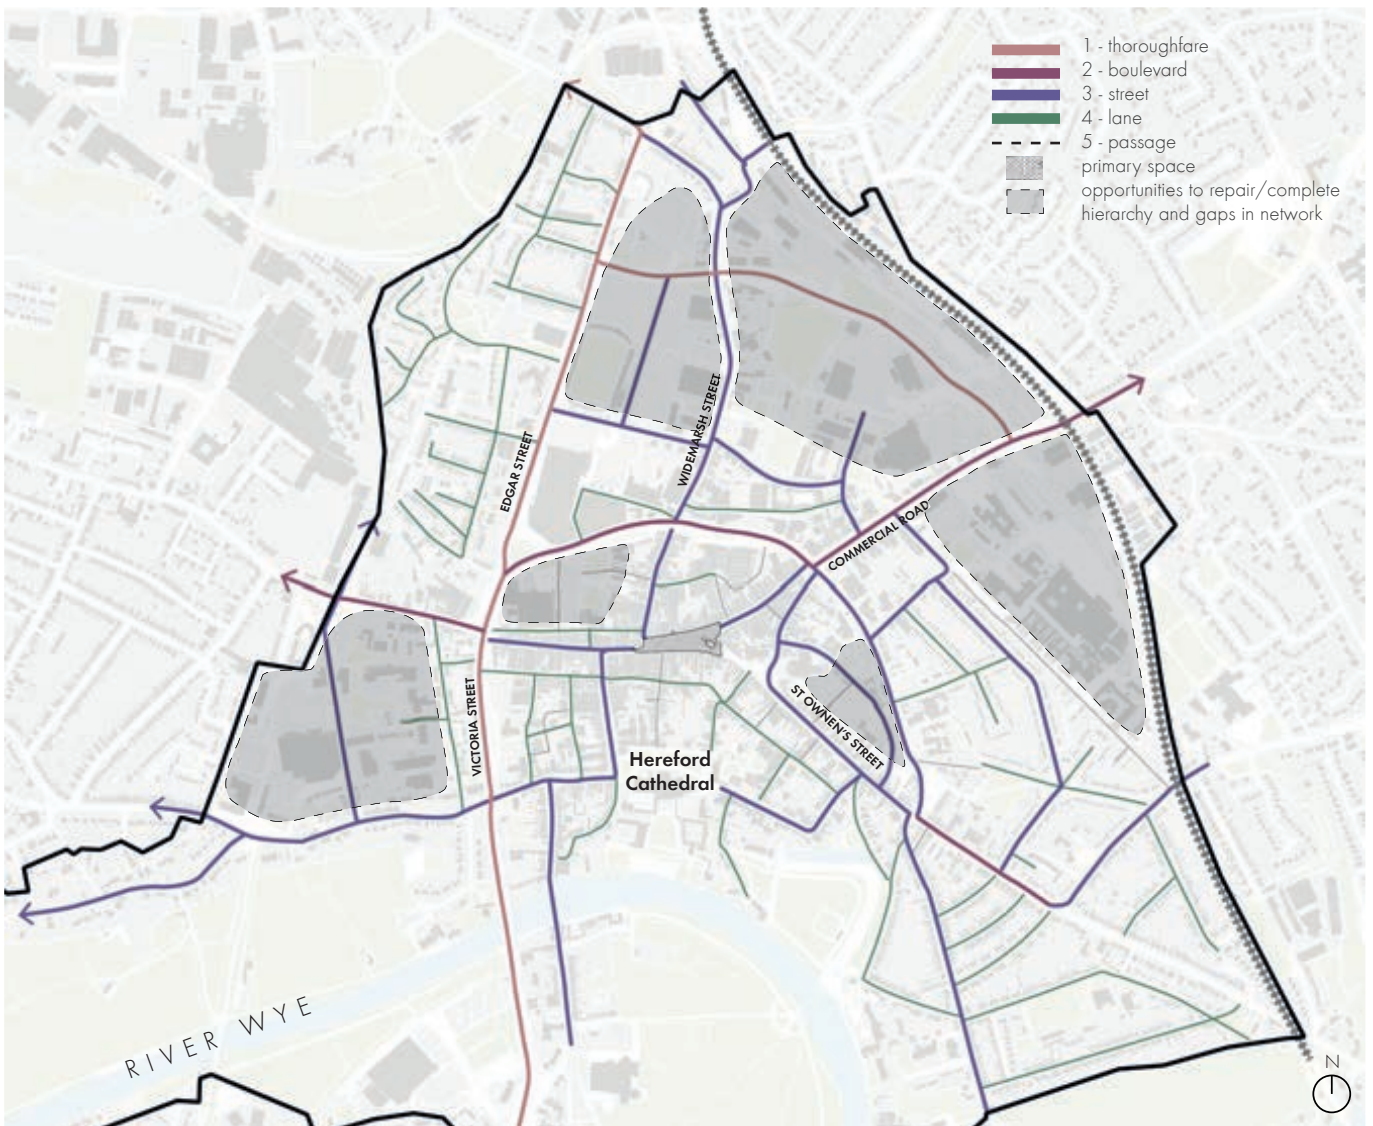 1 - thoroughfare
2 - boulevard
3 - street
4 - lane
5 - passage
primary space
opportunities to repair/complete
hierarchy and gaps in network
EDGAR STREET
WIDEMARSH STREET
COMMERCIAL ROAD
VICTORIA STREET
ST OWNEN'S STREET
Hereford
Cathedral
RIVER WYE
N